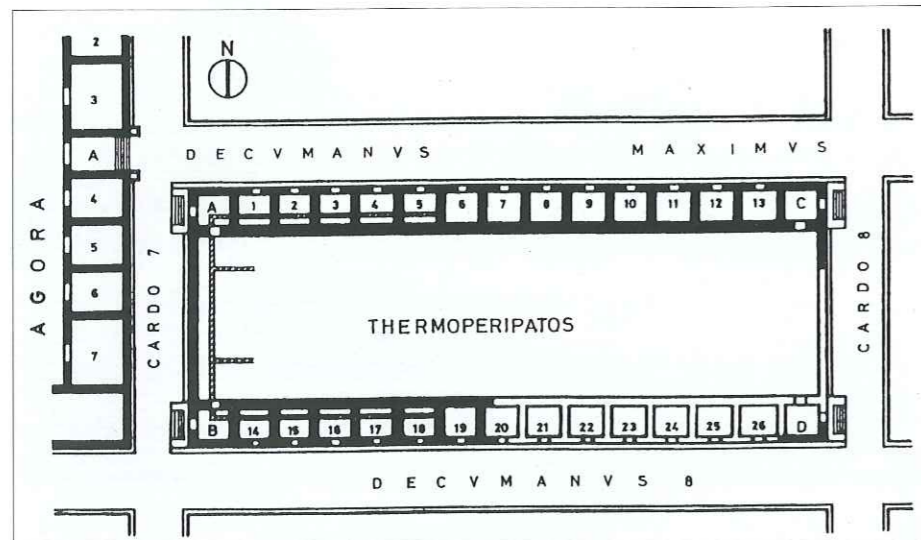 2
N
3
A
DECVMANVS MAXIMVS
4
A 1 2 3 4 5 6 7 8 9 10 11 12 13 C
AGORA
5
CARDO 7
CARDO 8
6
THERMOPERIPATOS
7
B 14 15 16 17 18 19 20 21 22 23 24 25 26 D
DECVMANVS 8